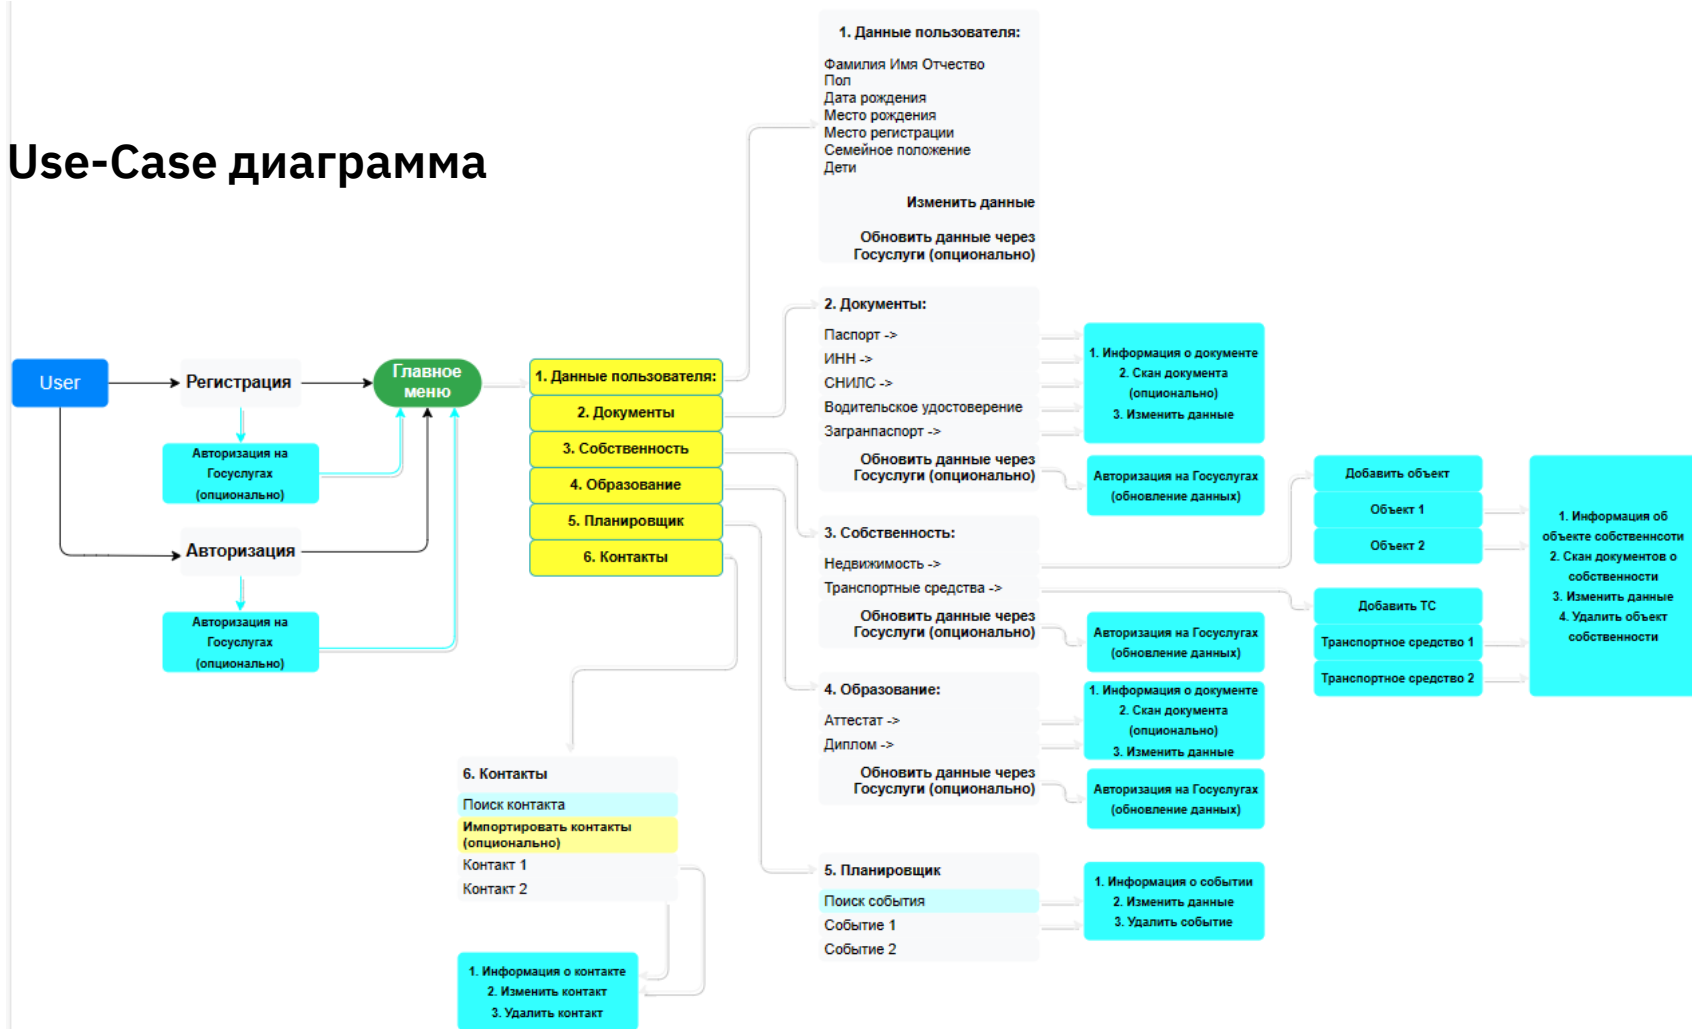 Use-Case диаграмма
User
Регистрация
Авторизация на
Госуслугах
(опционально)
Авторизация
Авторизация на
Госуслугах
(опционально)
Главное
меню
1. Данные пользователя:
2. Документы
3. Собственность
4. Образование
5. Планировщик
6. Контакты
1. Данные пользователя:
Фамилия Имя Отчество
Пол
Дата рождения
Место рождения
Место регистрации
Семейное положение
Дети
Изменить данные
Обновить данные через
Госуслуги (опционально)
2. Документы:
Паспорт ->
ИНН ->
СНИЛС ->
Водительское удостоверение
Загранпаспорт ->
Обновить данные через
Госуслуги (опционально)
1. Информация о документе
2. Скан документа
(опционально)
3. Изменить данные
Авторизация на Госуслугах
(обновление данных)
3. Собственность:
Недвижимость ->
Транспортные средства ->
Обновить данные через
Госуслуги (опционально)
Авторизация на Госуслугах
(обновление данных)
Добавить объект
Объект 1
Объект 2
Добавить ТС
Транспортное средство 1
Транспортное средство 2
1. Информация об
объекте собственнсоти
2. Скан документов о
собственности
3. Изменить данные
4. Удалить объект
собственности
4. Образование:
Аттестат ->
Диплом ->
Обновить данные через
Госуслуги (опционально)
1. Информация о документе
2. Скан документа
(опционально)
3. Изменить данные
Авторизация на Госуслугах
(обновление данных)
5. Планировщик
Поиск события
Событие 1
Событие 2
1. Информация о событии
2. Изменить данные
3. Удалить событие
6. Контакты
Поиск контакта
Импортировать контакты
(опционально)
Контакт 1
Контакт 2
1. Информация о контакте
2. Изменить контакт
3. Удалить контакт